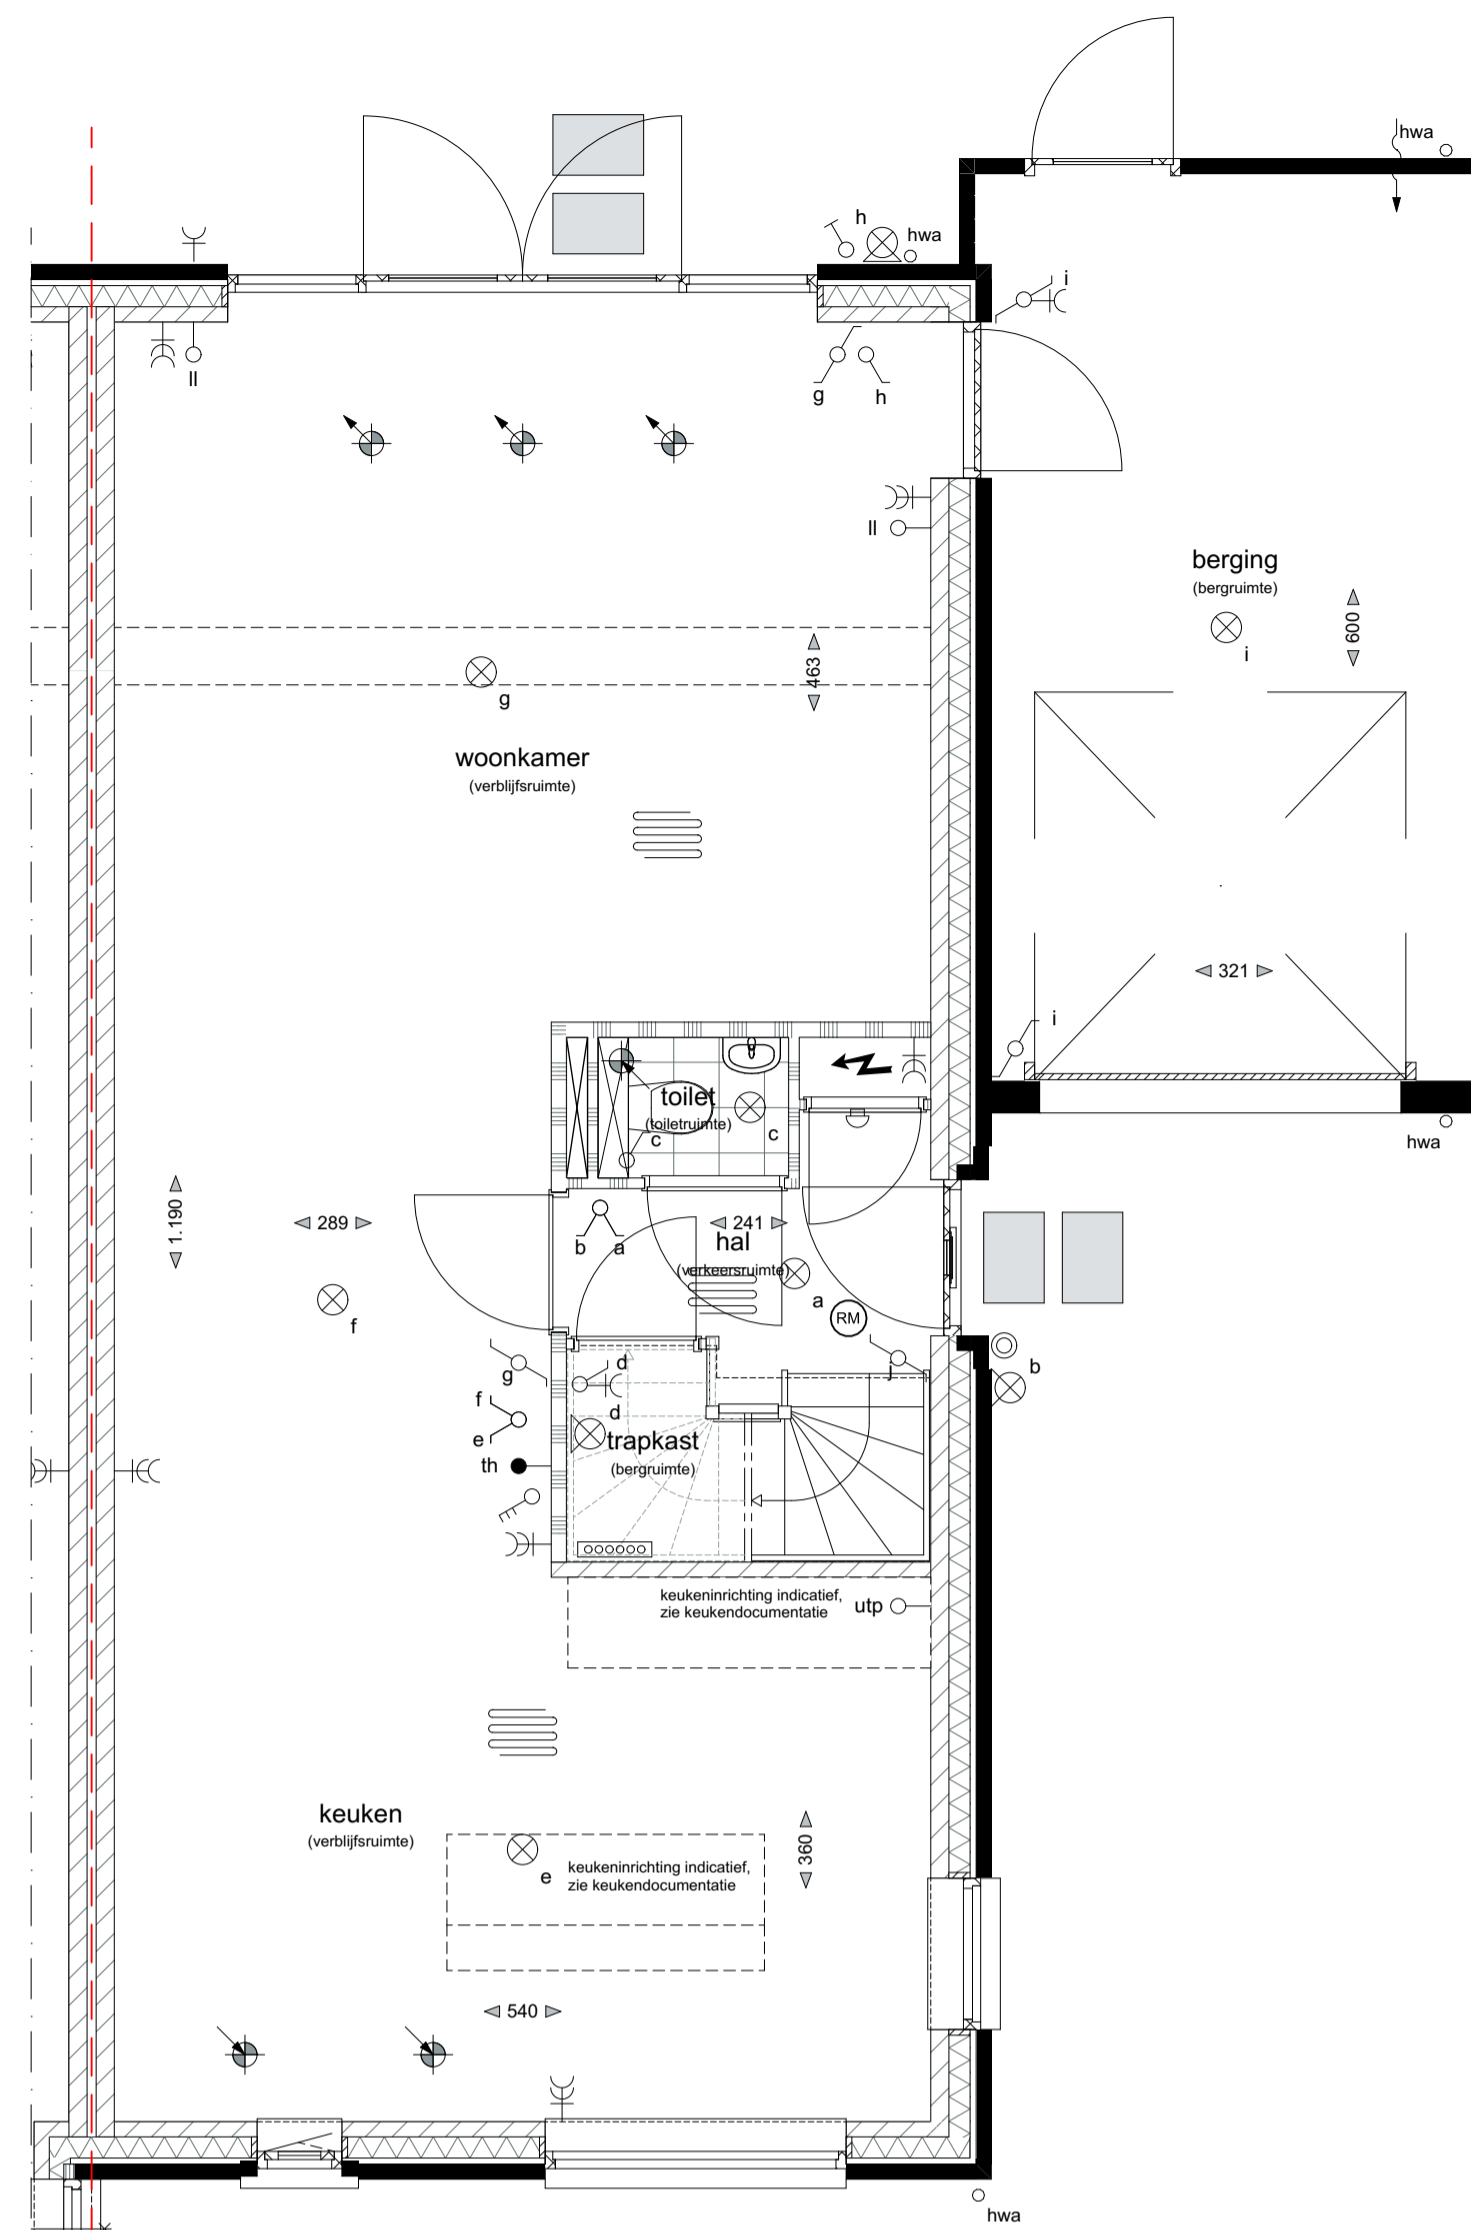 hwa
h
hwa
i
ll
g
h
ll
berging
(bergruimte)
600
i
463
g
woonkamer
(verblijfsruimte)
321
i
toilet
(toiletruimte)
c
c
hwa
1.190
289
241
b
a
hal
(verkeersruimte)
a
f
RM
b
j
g
d
f
d
e
trapkast
(bergruimte)
th
keukeninrichting indicatief,
zie keukendocumentatie
utp
keuken
(verblijfsruimte)
360
e
keukeninrichting indicatief,
zie keukendocumentatie
540
hwa